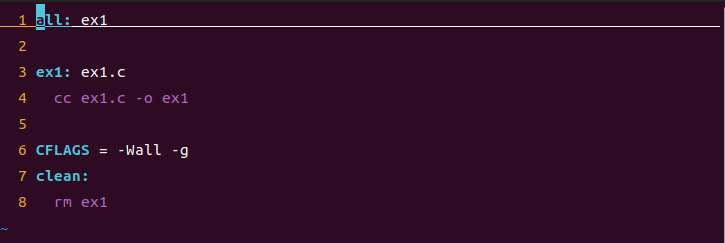 1 all: ex1
2
3 ex1: ex1.c
4 cc ex1.c -o ex1
5
6 CFLAGS = -Wall -g
7 clean:
8 rm ex1
~